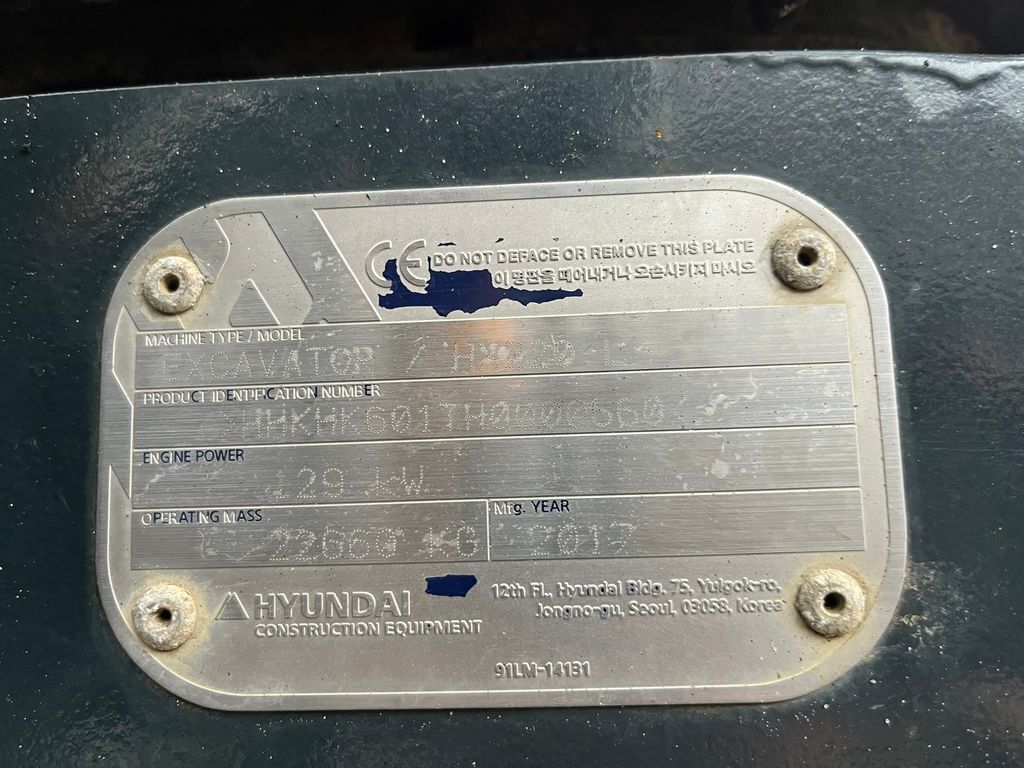 CE DO NOT DEFACE OR REMOVE THIS PLATE
이 명판을 떼어내거나 오손시키지 마시오
MACHINE TYPE / MODEL
EXCAVATOR / HX220 L
PRODUCT IDENTIFICATION NUMBER
HHKHK601TH0000560
ENGINE POWER
129 kW
OPERATING MASS
22660 KG
Mfg. YEAR
2017
HYUNDAI
CONSTRUCTION EQUIPMENT
12th Fl., Hyundai Bldg. 75, Yulgok-ro,
Jongno-gu, Seoul, 03058, Korea
91LM-14131